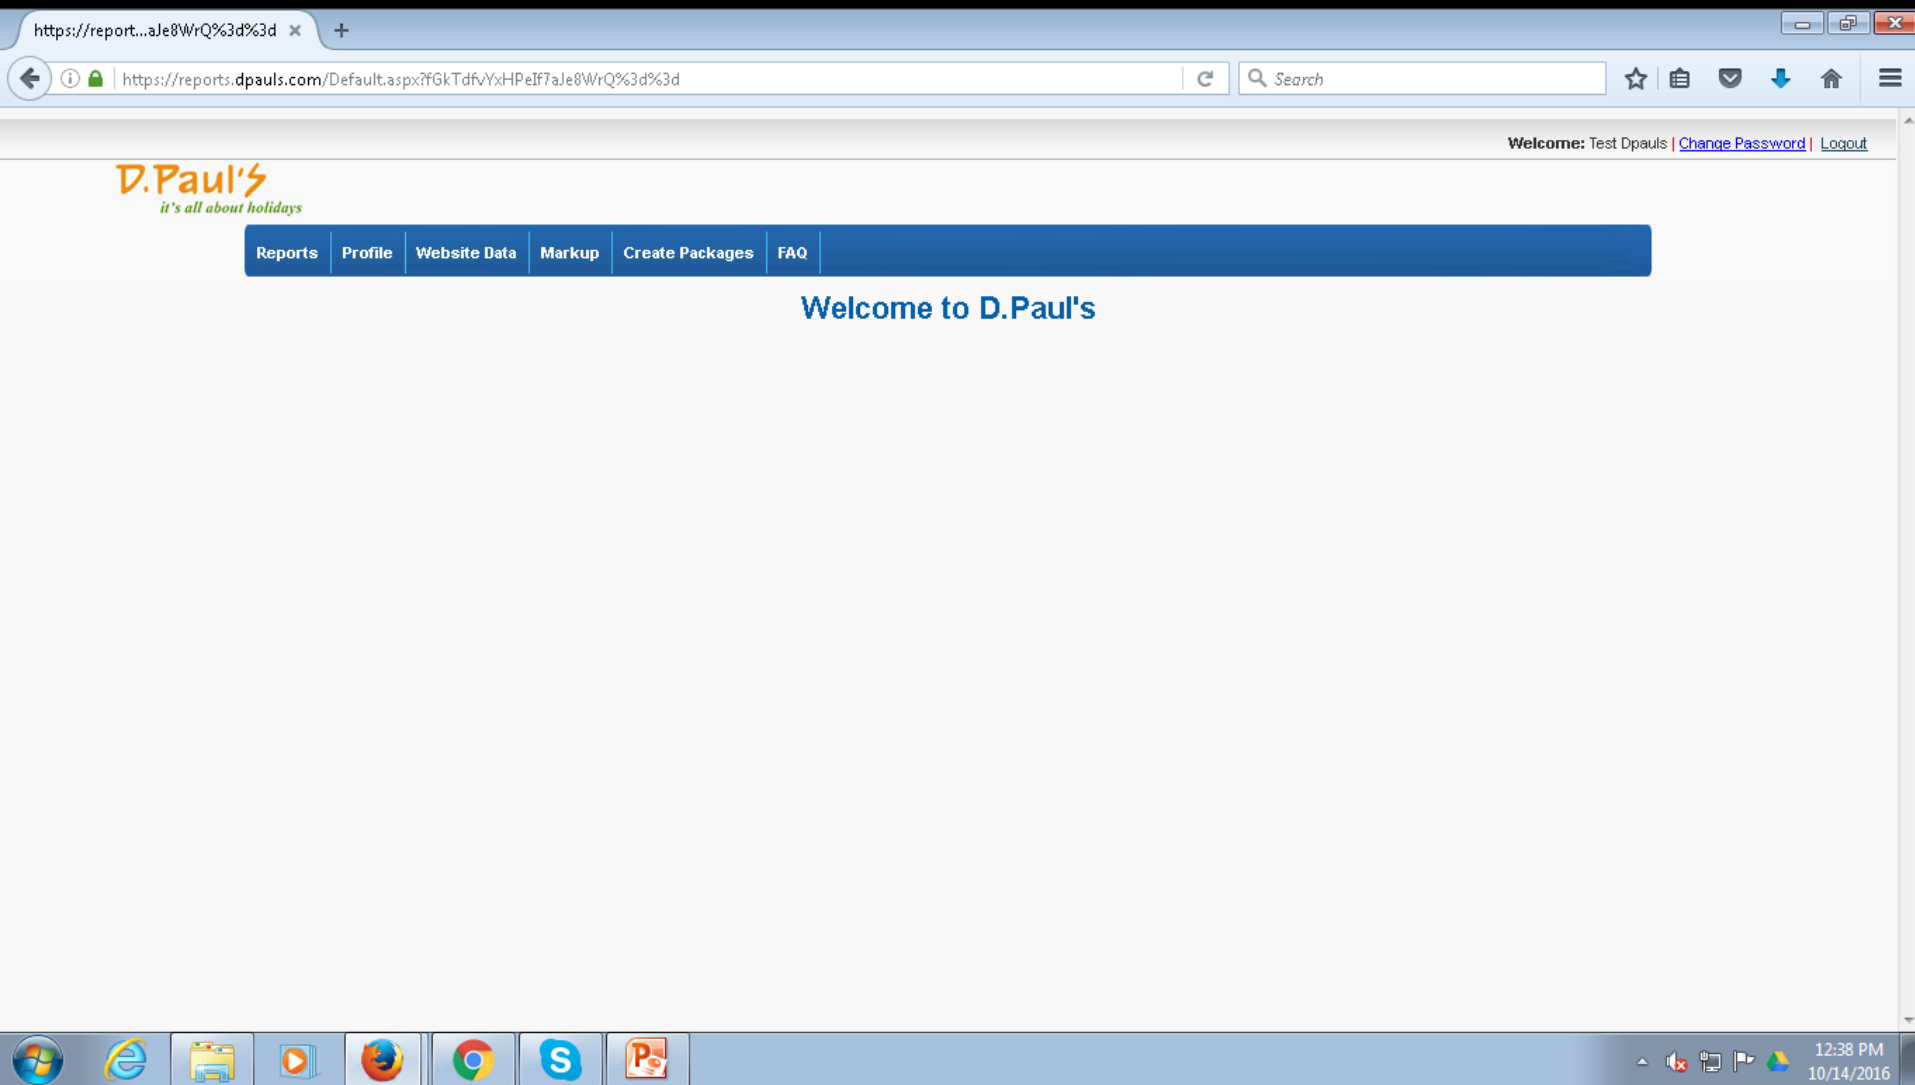 https://report...aJe8WrQ%3d%3d
https://reports.dpauls.com/Default.aspx?fGkTdfvYxHPeIf7aJe8WrQ%3d%3d
Search
Welcome: Test Dpauls | Change Password | Logout
D.Paul's
it's all about holidays
Reports Profile Website Data Markup Create Packages FAQ
Welcome to D.Paul's
12:38 PM
10/14/2016